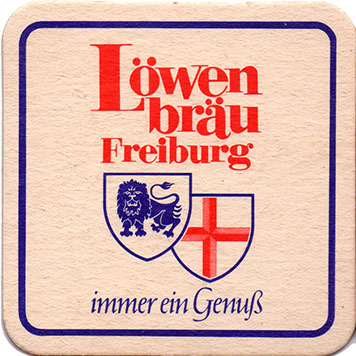 Löwen
bräu
Freiburg
immer ein Genuß